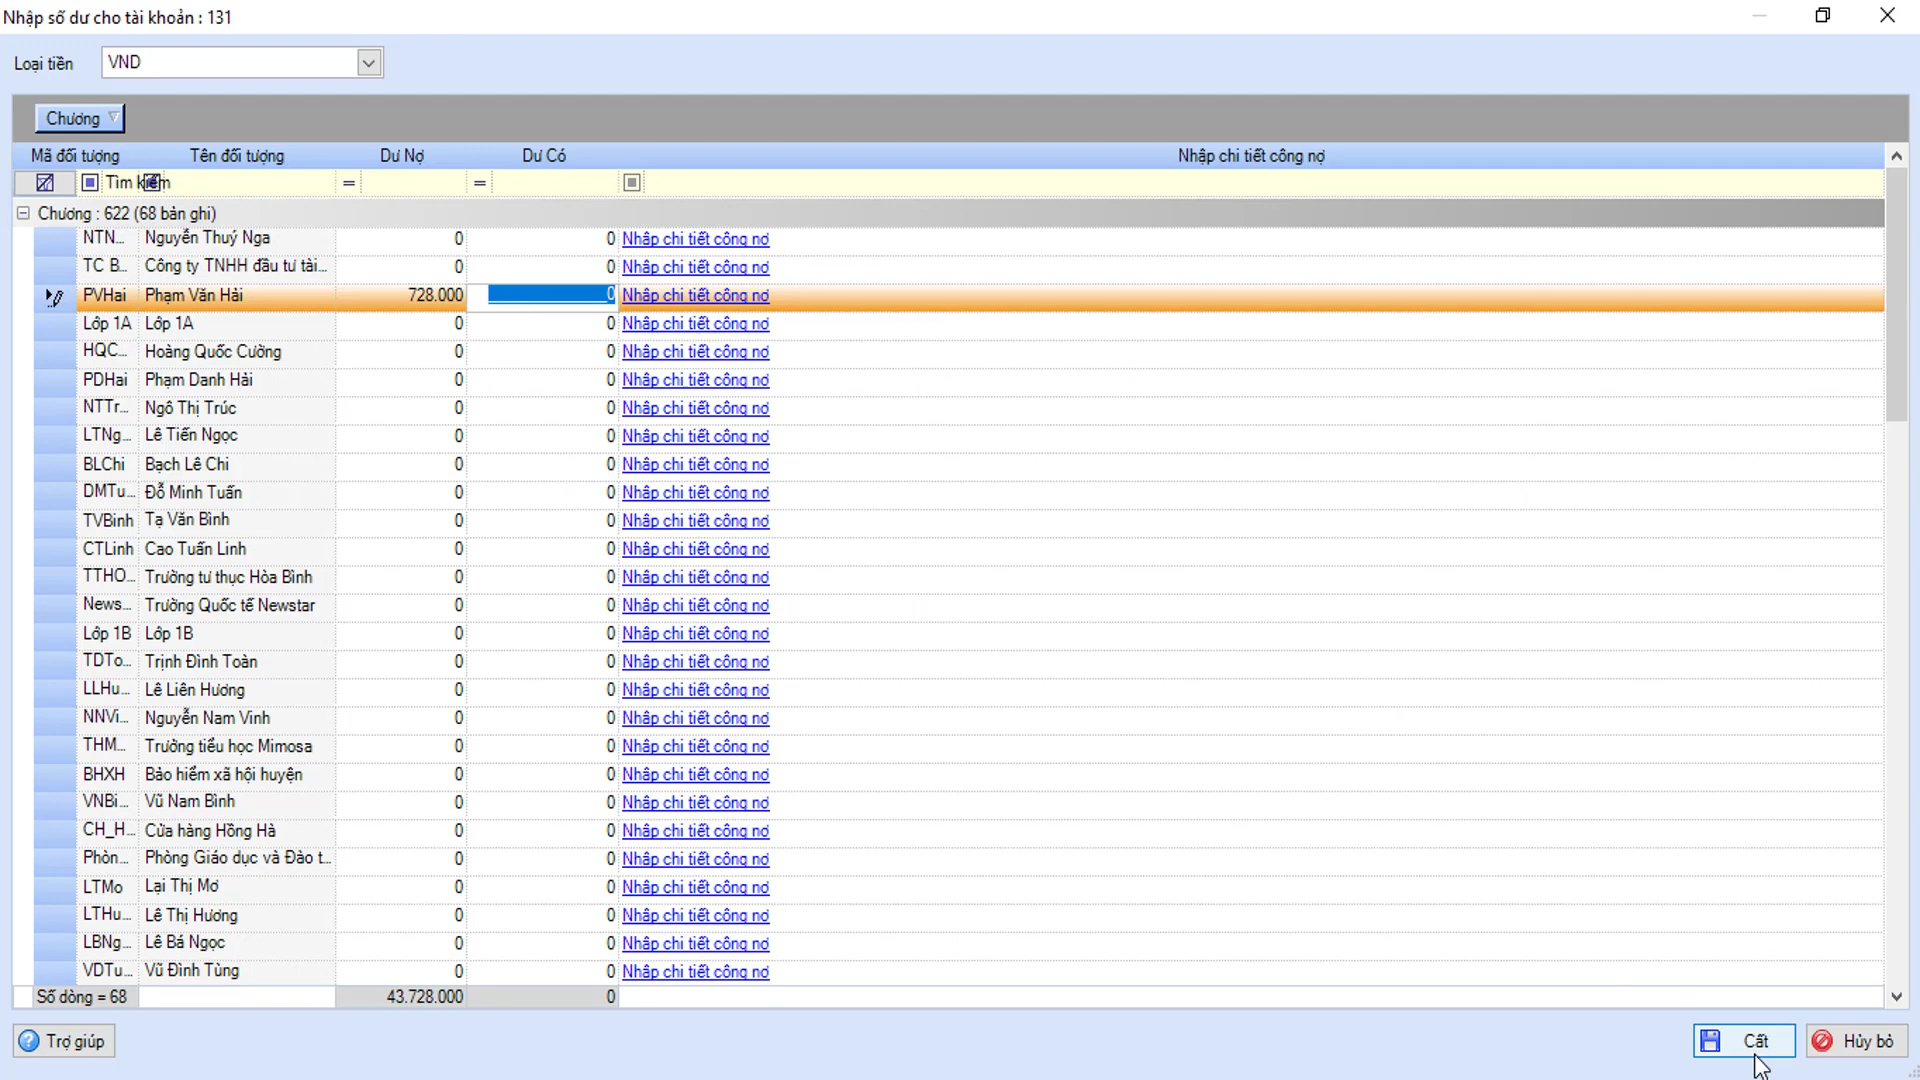 Nhập số dư cho tài khoản : 131
Loại tiền VND
Chương
Mã đối tượng Tên đối tượng Dư Nợ Dư Có Nhập chi tiết công nợ
Tìm kiếm = =
Chương : 622 (68 bản ghi)
NTN... Nguyễn Thuý Nga 0 0 Nhập chi tiết công nợ
TC B... Công ty TNHH đầu tư tài... 0 0 Nhập chi tiết công nợ
PVHai Phạm Văn Hải 728.000 0 Nhập chi tiết công nợ
Lớp 1A Lớp 1A 0 0 Nhập chi tiết công nợ
HQC... Hoàng Quốc Cường 0 0 Nhập chi tiết công nợ
PDHai Phạm Danh Hải 0 0 Nhập chi tiết công nợ
NTTr... Ngô Thị Trúc 0 0 Nhập chi tiết công nợ
LTNg... Lê Tiến Ngọc 0 0 Nhập chi tiết công nợ
BLChi Bạch Lê Chi 0 0 Nhập chi tiết công nợ
DMTu... Đỗ Minh Tuấn 0 0 Nhập chi tiết công nợ
TVBinh Tạ Văn Bình 0 0 Nhập chi tiết công nợ
CTLinh Cao Tuấn Linh 0 0 Nhập chi tiết công nợ
TTHO... Trường tư thục Hòa Bình 0 0 Nhập chi tiết công nợ
News... Trường Quốc tế Newstar 0 0 Nhập chi tiết công nợ
Lớp 1B Lớp 1B 0 0 Nhập chi tiết công nợ
TDTo... Trịnh Đình Toàn 0 0 Nhập chi tiết công nợ
LLHu... Lê Liên Hương 0 0 Nhập chi tiết công nợ
NNVi... Nguyễn Nam Vinh 0 0 Nhập chi tiết công nợ
THM... Trường tiểu học Mimosa 0 0 Nhập chi tiết công nợ
BHXH Bảo hiểm xã hội huyện 0 0 Nhập chi tiết công nợ
VNBi... Vũ Nam Bình 0 0 Nhập chi tiết công nợ
CH_H... Cửa hàng Hồng Hà 0 0 Nhập chi tiết công nợ
Phòn... Phòng Giáo dục và Đào t... 0 0 Nhập chi tiết công nợ
LTMo Lại Thị Mơ 0 0 Nhập chi tiết công nợ
LTHu... Lê Thị Hương 0 0 Nhập chi tiết công nợ
LBNg... Lê Bá Ngọc 0 0 Nhập chi tiết công nợ
VDTu... Vũ Đình Tùng 0 0 Nhập chi tiết công nợ
Số dòng = 68 43.728.000 0
Trợ giúp Cất Hủy bỏ